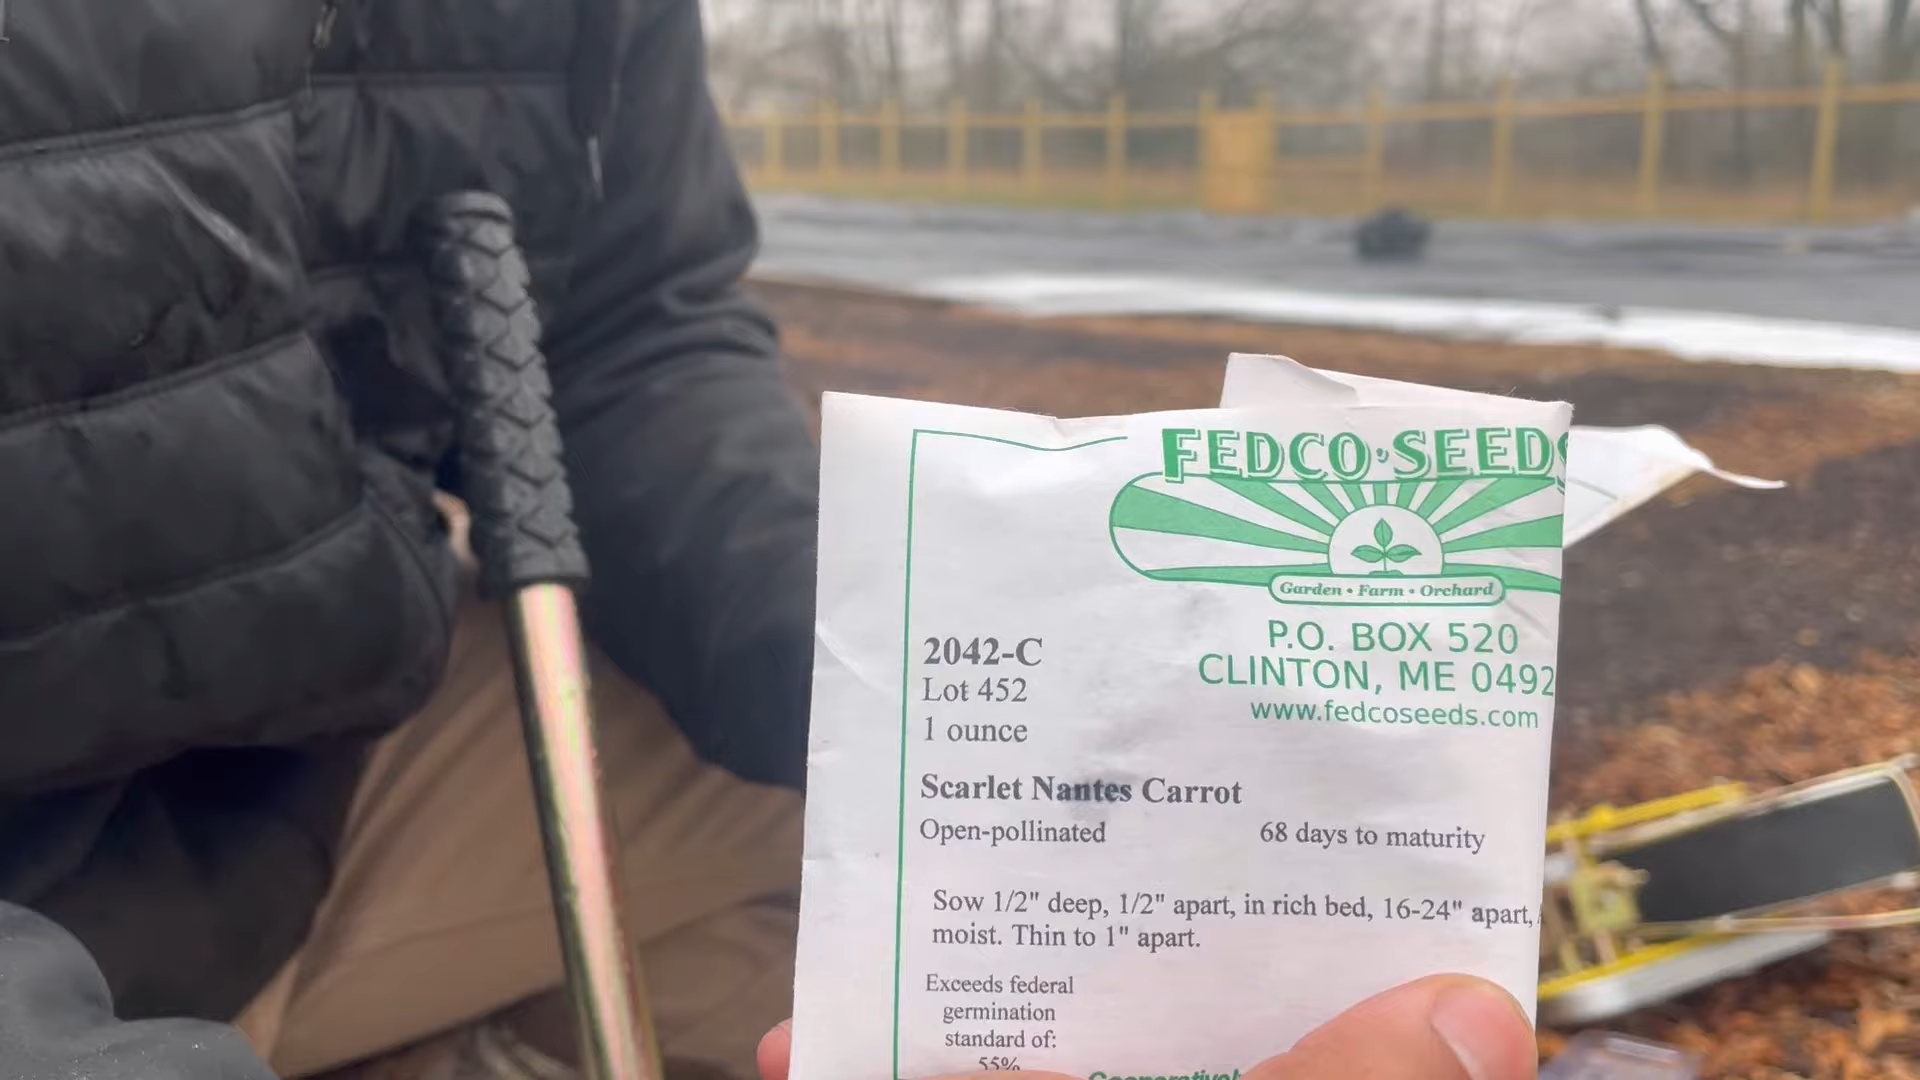 FEDCO SEEDS
Garden • Farm • Orchard
P.O. BOX 520
CLINTON, ME 0492
www.fedcoseeds.com
2042-C
Lot 452
1 ounce
Scarlet Nantes Carrot
Open-pollinated 68 days to maturity
Sow 1/2" deep, 1/2" apart, in rich bed, 16-24" apart,
moist. Thin to 1" apart.
Exceeds federal
germination
standard of:
55%